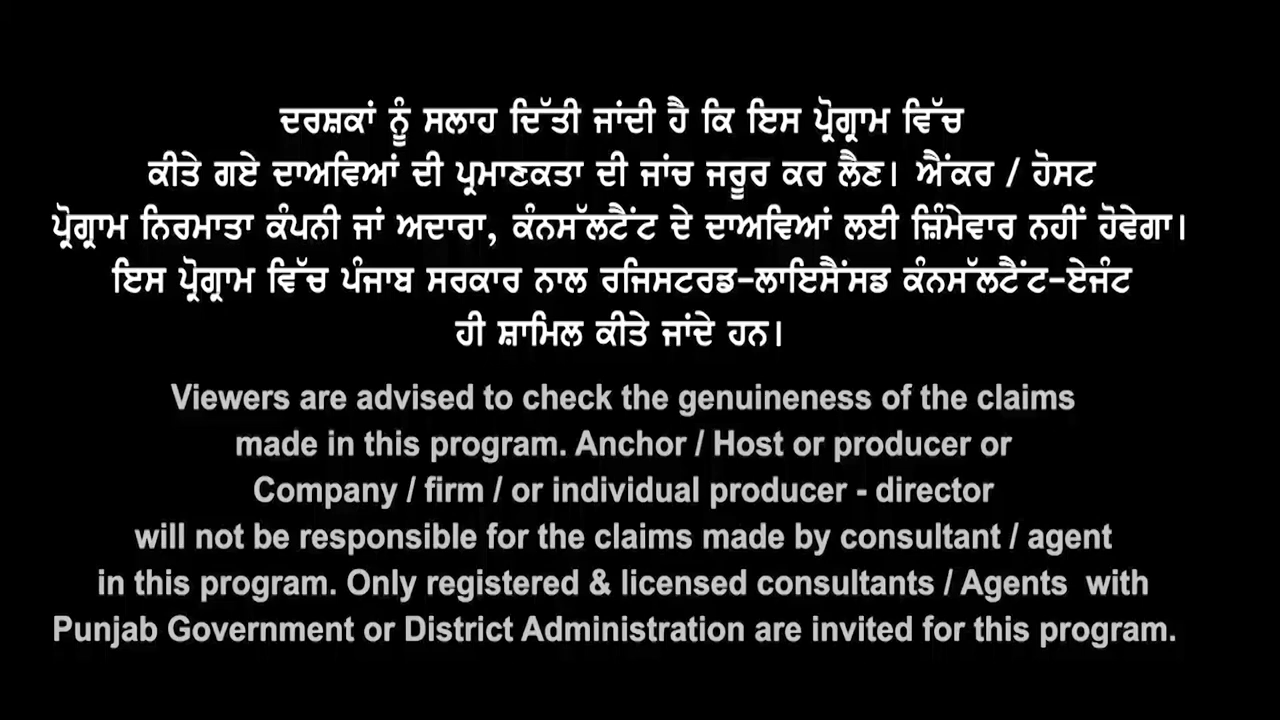 ਦਰਸ਼ਕਾਂ ਨੂੰ ਸਲਾਹ ਦਿੱਤੀ ਜਾਂਦੀ ਹੈ ਕਿ ਇਸ ਪ੍ਰੋਗ੍ਰਾਮ ਵਿੱਚ
ਕੀਤੇ ਗਏ ਦਾਅਵਿਆਂ ਦੀ ਪ੍ਰਮਾਣਕਤਾ ਦੀ ਜਾਂਚ ਜਰੂਰ ਕਰ ਲੈਣ। ਐਂਕਰ / ਹੋਸਟ
ਪ੍ਰੋਗ੍ਰਾਮ ਨਿਰਮਾਤਾ ਕੰਪਨੀ ਜਾਂ ਅਦਾਰਾ, ਕੰਨਸੱਲਟੈਂਟ ਦੇ ਦਾਅਵਿਆਂ ਲਈ ਜ਼ਿੰਮੇਵਾਰ ਨਹੀਂ ਹੋਵੇਗਾ।
ਇਸ ਪ੍ਰੋਗ੍ਰਾਮ ਵਿੱਚ ਪੰਜਾਬ ਸਰਕਾਰ ਨਾਲ ਰਜਿਸਟਰਡ-ਲਾਇਸੈਂਸਡ ਕੰਨਸੱਲਟੈਂਟ-ਏਜੰਟ
ਹੀ ਸ਼ਾਮਿਲ ਕੀਤੇ ਜਾਂਦੇ ਹਨ।
Viewers are advised to check the genuineness of the claims
made in this program. Anchor / Host or producer or
Company / firm / or individual producer - director
will not be responsible for the claims made by consultant / agent
in this program. Only registered & licensed consultants / Agents with
Punjab Government or District Administration are invited for this program.